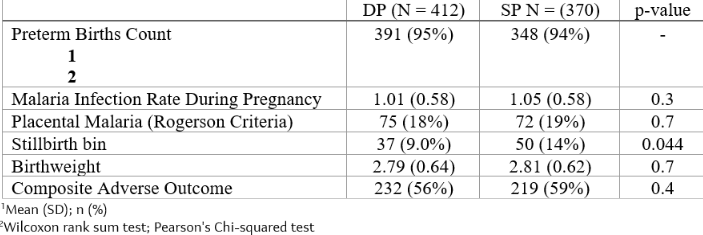 DP (N = 412) SP N = (370) p-value
Preterm Births Count 391 (95%) 348 (94%) -
1
2
Malaria Infection Rate During Pregnancy 1.01 (0.58) 1.05 (0.58) 0.3
Placental Malaria (Rogerson Criteria) 75 (18%) 72 (19%) 0.7
Stillbirth bin 37 (9.0%) 50 (14%) 0.044
Birthweight 2.79 (0.64) 2.81 (0.62) 0.7
Composite Adverse Outcome 232 (56%) 219 (59%) 0.4
¹Mean (SD); n (%)
²Wilcoxon rank sum test; Pearson's Chi-squared test